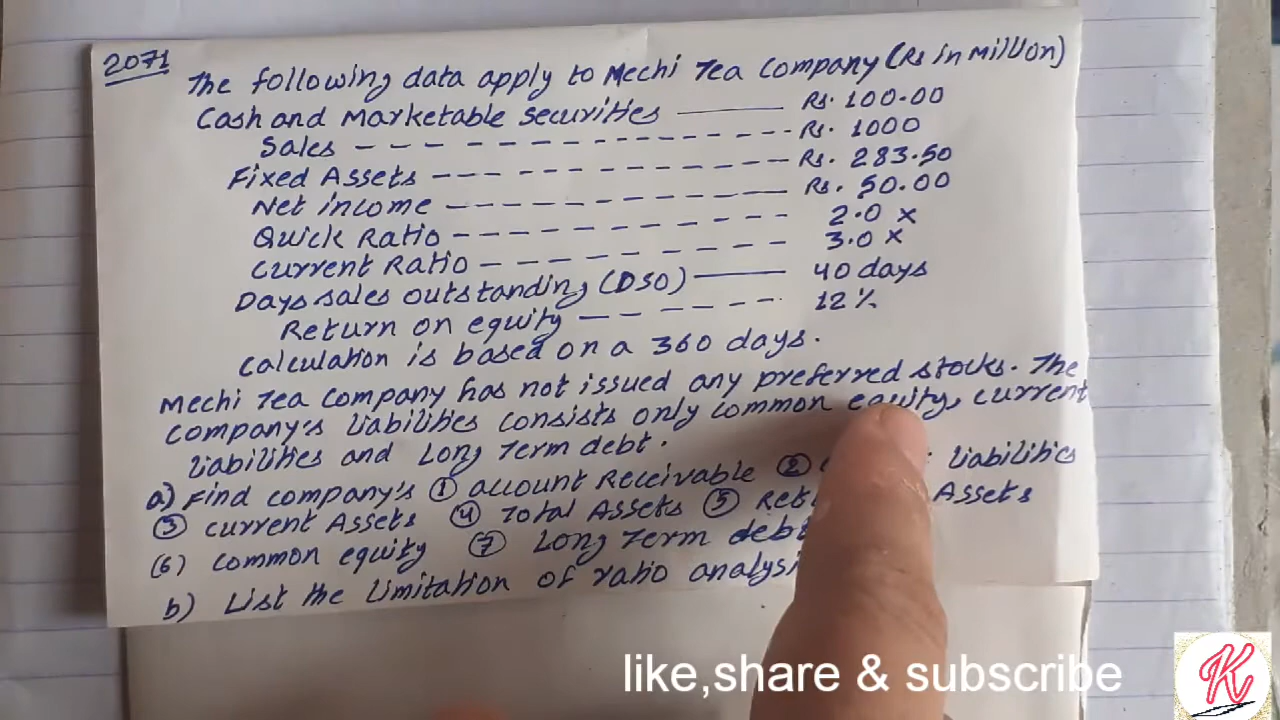 2071
The following data apply to Mechi Tea Company (Rs in Million)
Cash and Marketable securities Rs. 100.00
Sales Rs. 1000
Fixed Assets Rs. 283.50
Net income Rs. 50.00
Quick Ratio 2.0 x
Current Ratio 3.0 x
Days sales outstanding (DSO) 40 days
Return on equity 12%
Calculation is based on a 360 days.
Mechi Tea Company has not issued any preferred stocks. The
company's liabilities consists only common equity, current
liabilities and Long Term debt.
a) Find company's ① account Receivable ② liabilities
③ current Assets ④ Total Assets ⑤ Assets
(6) common equity ⑦ Long Term debt
b) List the limitation of ratio analysi
like,share & subscribe
K